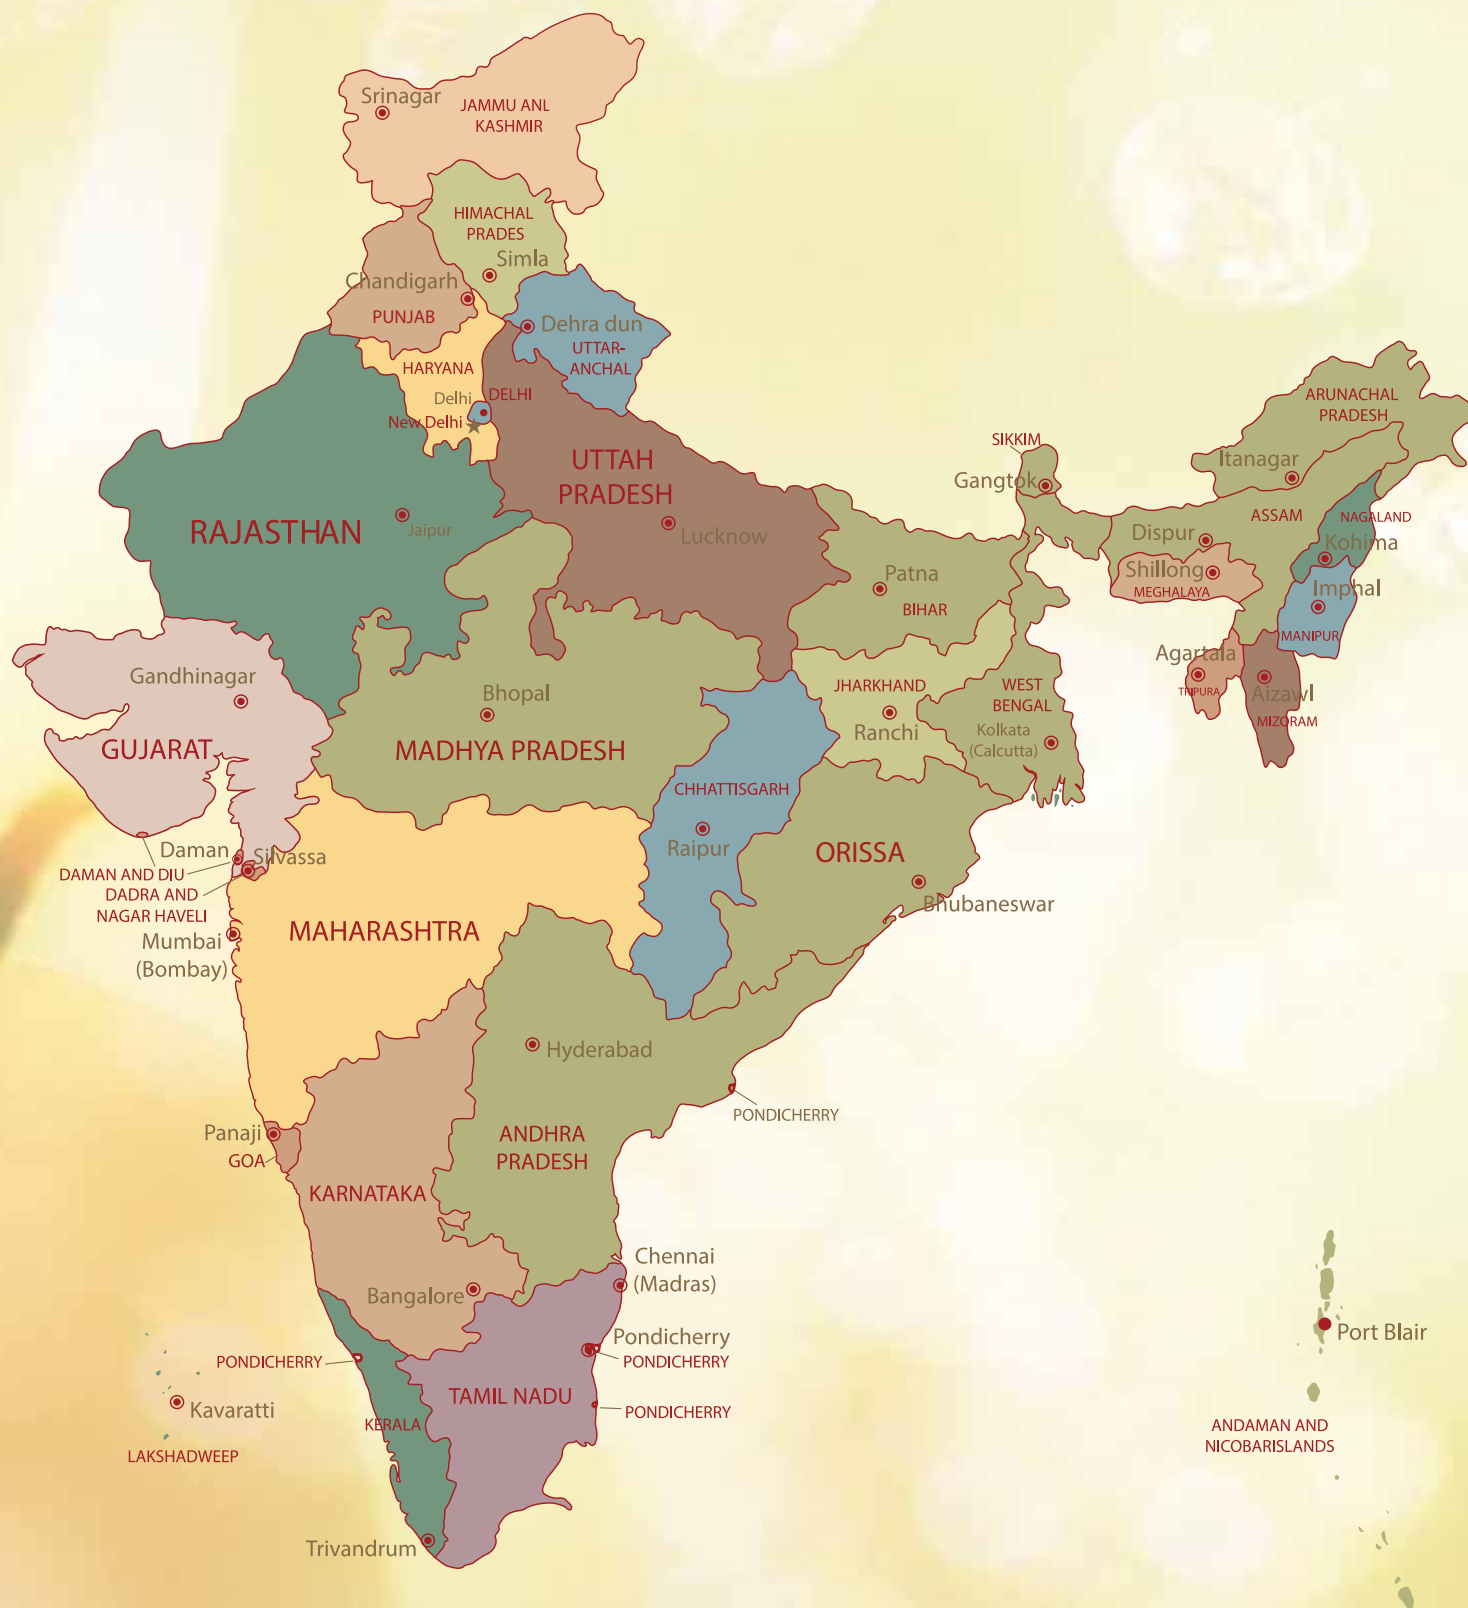 Srinagar
JAMMU ANL
KASHMIR
HIMACHAL
PRADES
Simla
Chandigarh
PUNJAB
Dehra dun
UTTAR-
ANCHAL
HARYANA
Delhi
DELHI
New Delhi
UTTAH
PRADESH
Lucknow
RAJASTHAN
Jaipur
SIKKIM
Gangtok
ARUNACHAL
PRADESH
Itanagar
ASSAM
NAGALAND
Dispur
Kohima
Shillong
MEGHALAYA
Imphal
MANIPUR
Agartala
TRIPURA
Aizawl
MIZORAM
Patna
BIHAR
JHARKHAND
Ranchi
WEST
BENGAL
Kolkata
(Calcutta)
Gandhinagar
GUJARAT
Bhopal
MADHYA PRADESH
CHHATTISGARH
Raipur
ORISSA
Bhubaneswar
Daman
Silvassa
DAMAN AND DIU
DADRA AND
NAGAR HAVELI
Mumbai
(Bombay)
MAHARASHTRA
Hyderabad
PONDICHERRY
ANDHRA
PRADESH
Panaji
GOA
KARNATAKA
Bangalore
Chennai
(Madras)
Pondicherry
PONDICHERRY
PONDICHERRY
TAMIL NADU
PONDICHERRY
KERALA
Kavaratti
LAKSHADWEEP
Trivandrum
Port Blair
ANDAMAN AND
NICOBARISLANDS